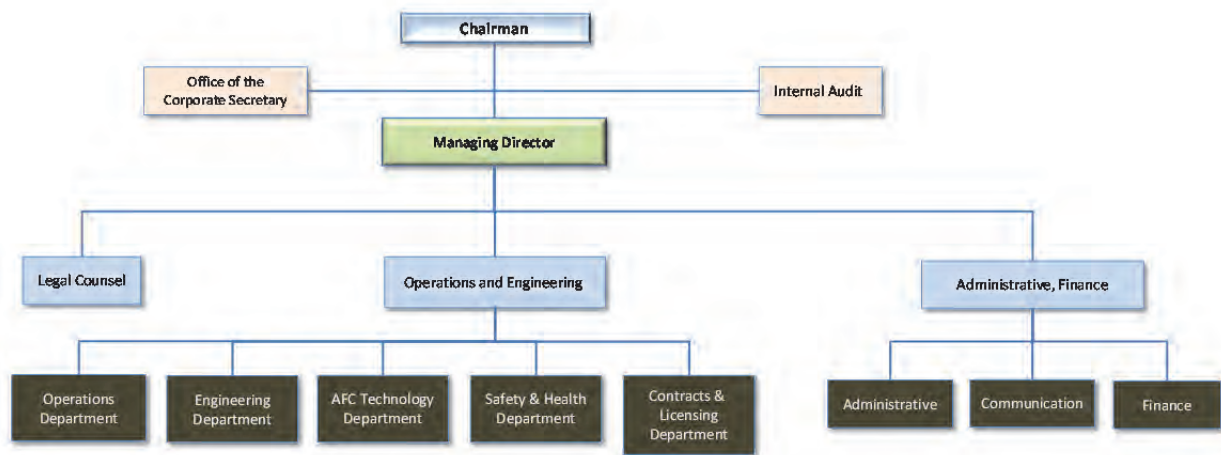 Chairman
Office of the
Corporate Secretary
Internal Audit
Managing Director
Legal Counsel
Operations and Engineering
Administrative, Finance
Operations
Department
Engineering
Department
AFC Technology
Department
Safety & Health
Department
Contracts &
Licensing
Department
Administrative
Communication
Finance